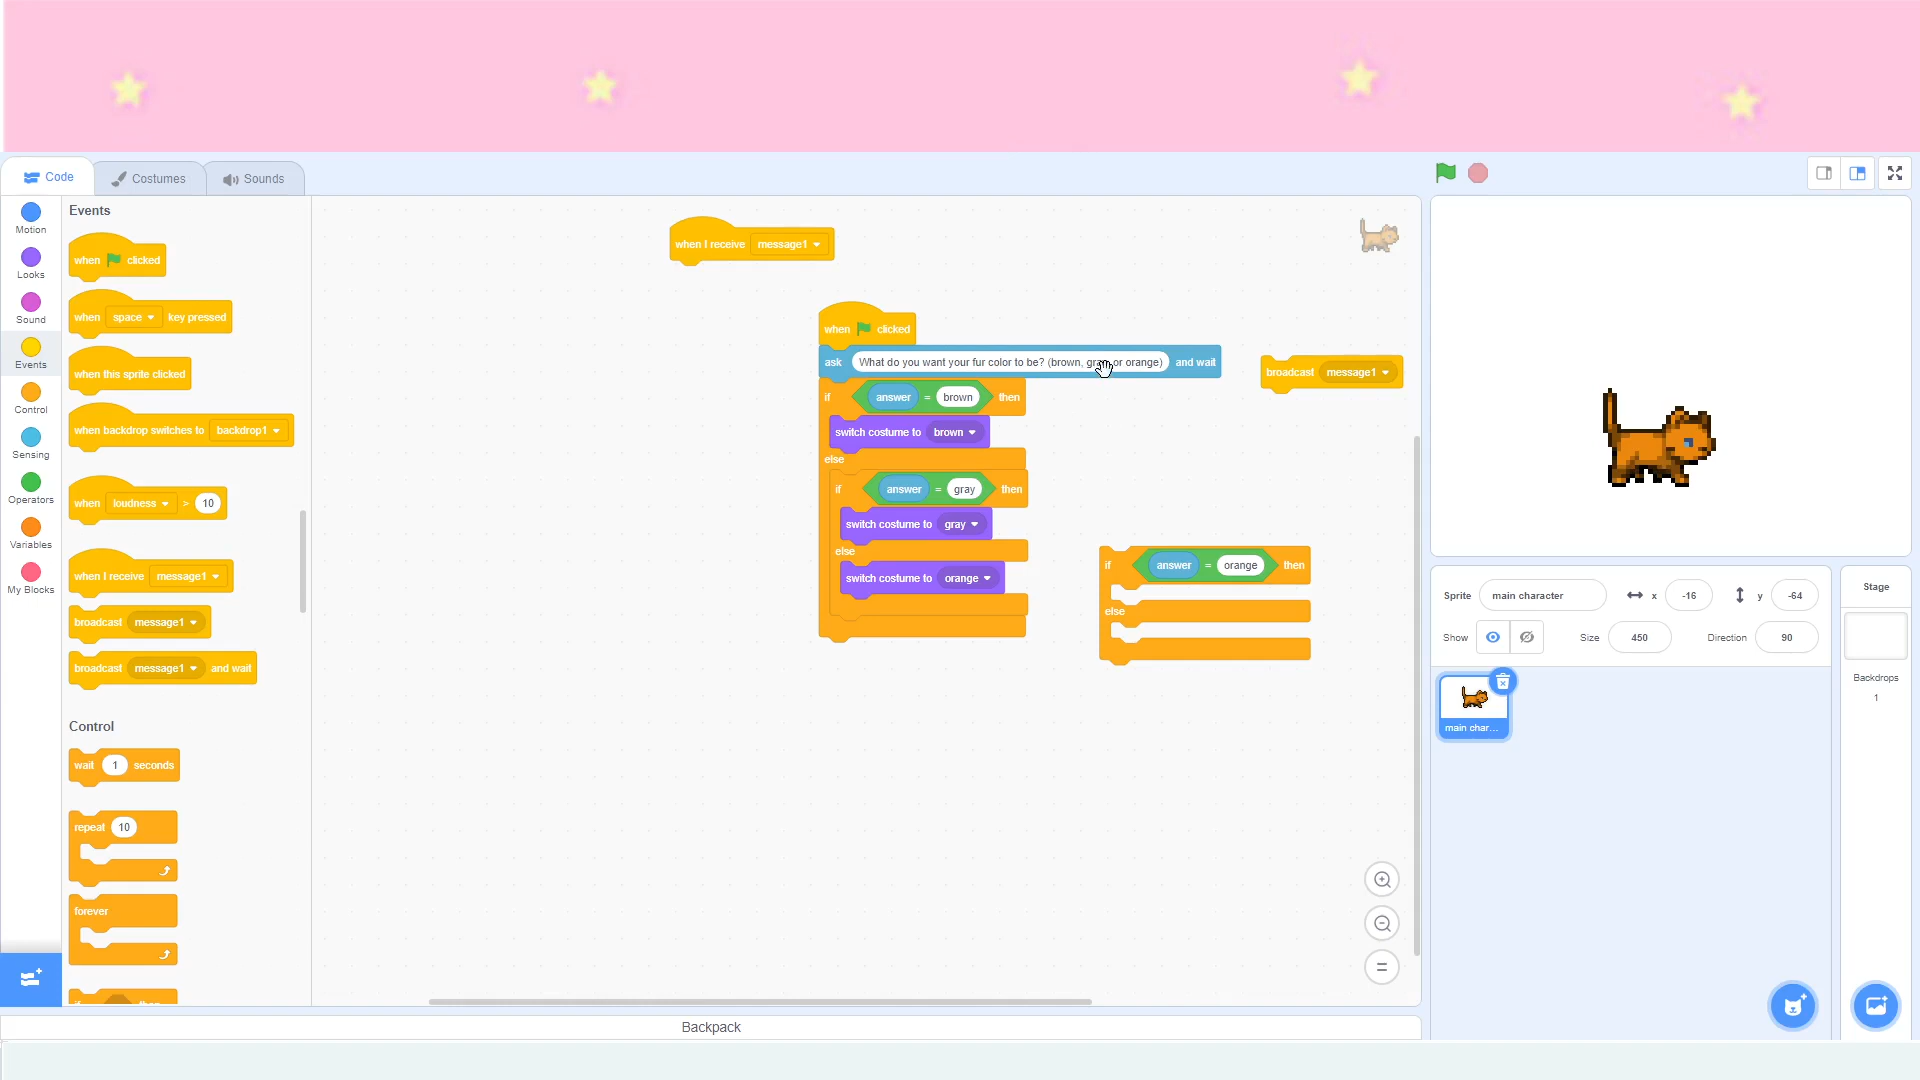 Code
Costumes
Sounds
Motion
Looks
Sound
Events
Control
Sensing
Operators
Variables
My Blocks
Events
when clicked
when space key pressed
when this sprite clicked
when backdrop switches to backdrop1
when loudness > 10
when I receive message1
broadcast message1
broadcast message1 and wait
Control
wait 1 seconds
repeat 10
forever
if then
when I receive message1
when clicked
ask What do you want your fur color to be? (brown, gray or orange) and wait
if answer = brown then
switch costume to brown
else
if answer = gray then
switch costume to gray
else
switch costume to orange
broadcast message1
if answer = orange then
else
Backpack
Sprite main character x -16 y -64
Show Size 450 Direction 90
main char...
Stage
Backdrops
1